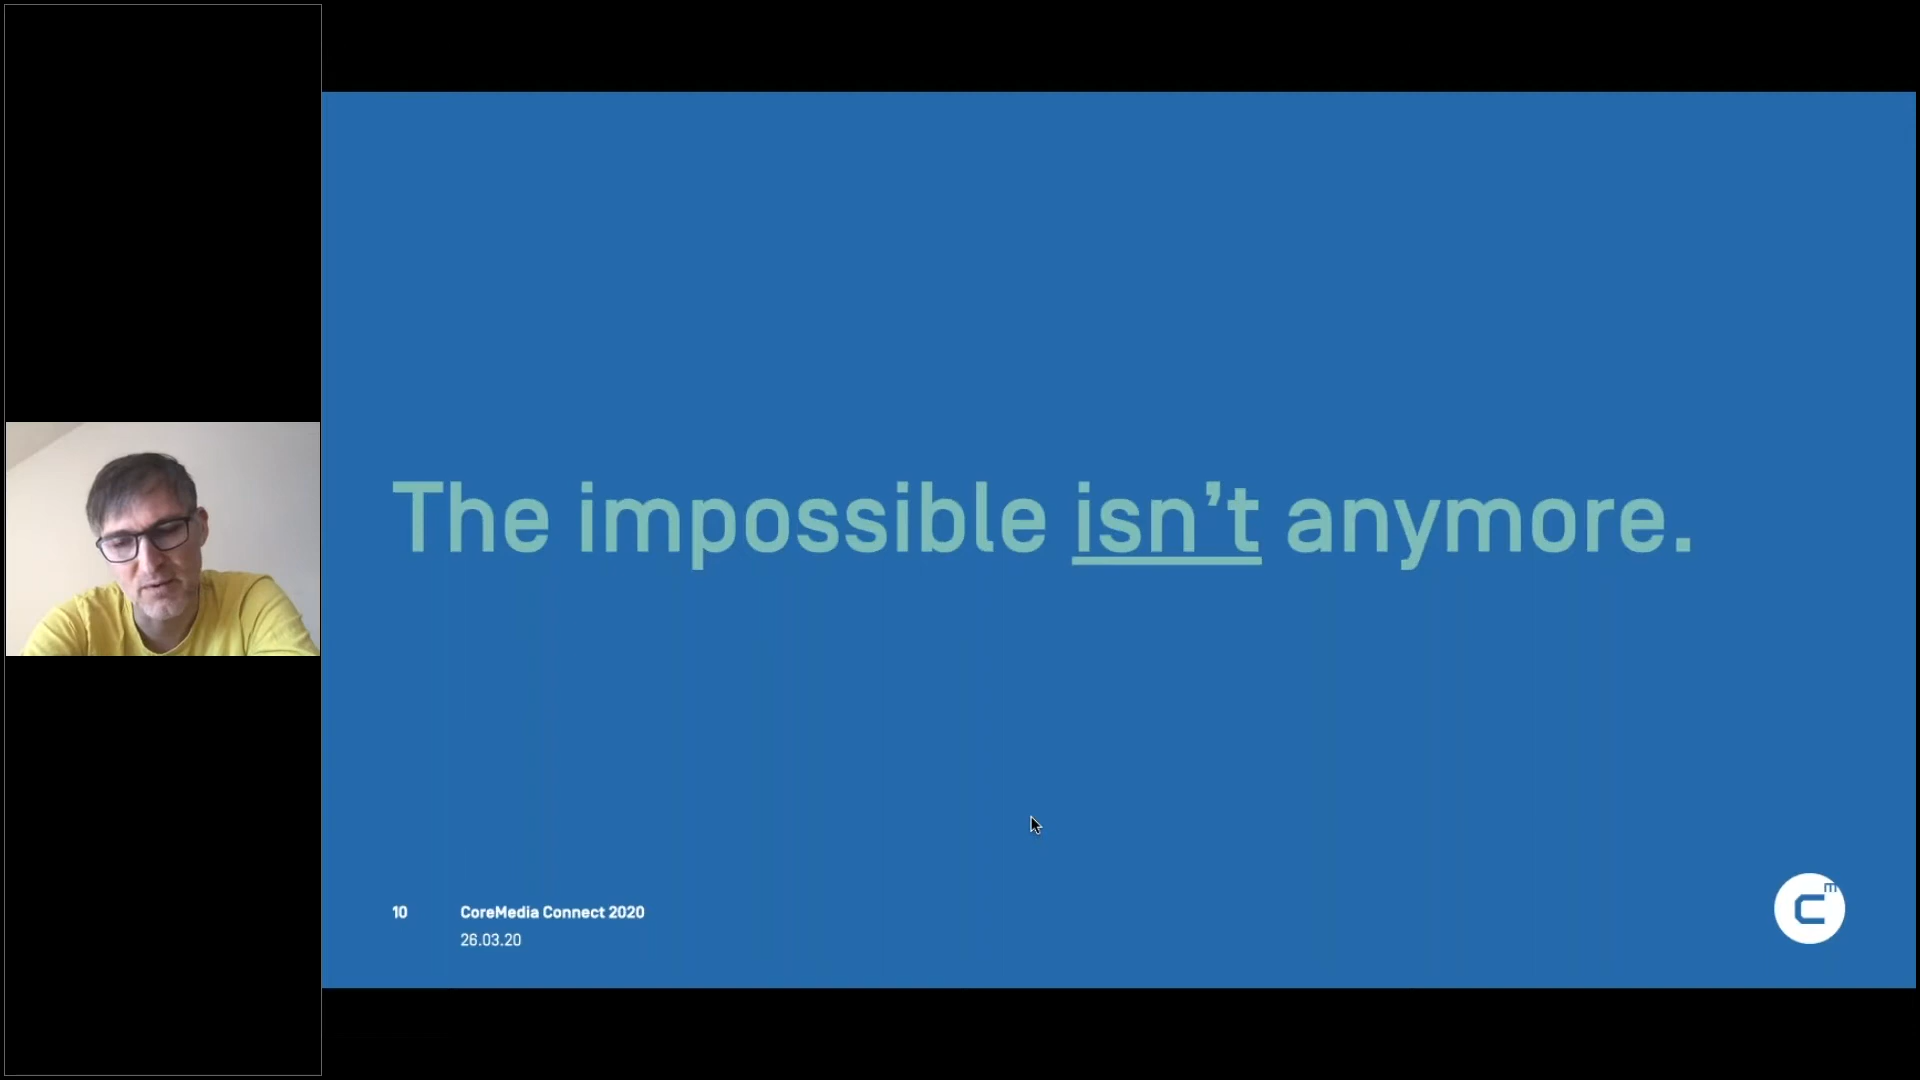 The impossible isn’t anymore.
10
CoreMedia Connect 2020
26.03.20
C m